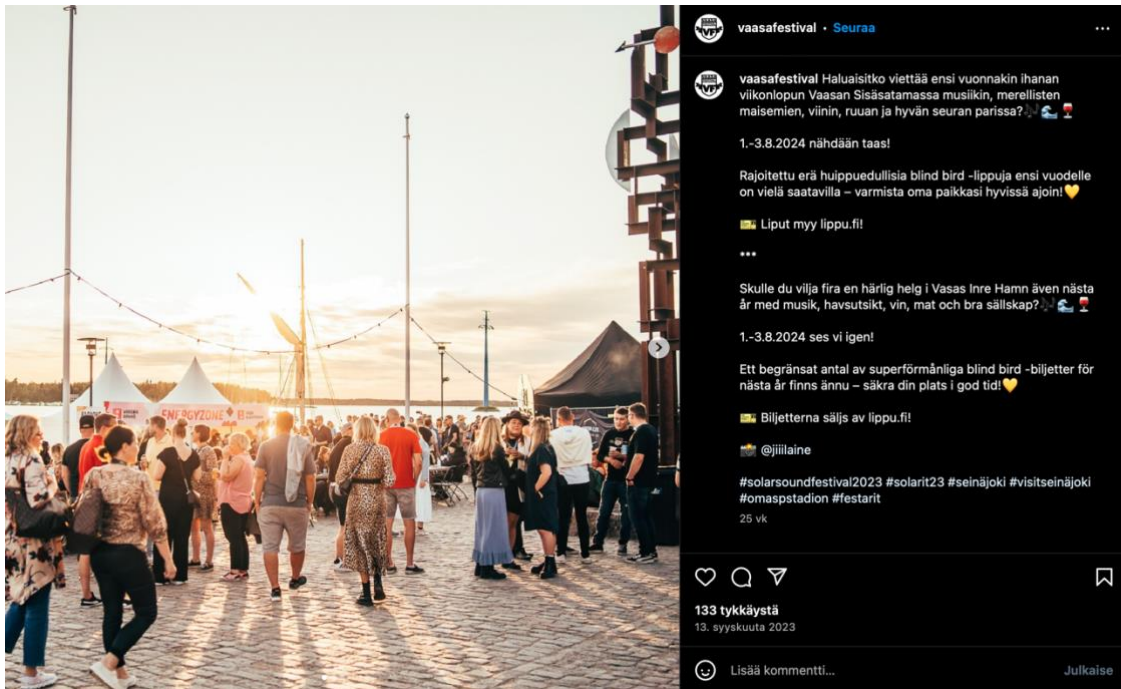 vaasafestival • Seuraa
vaasafestival Haluaisitko viettää ensi vuonnakin ihanan
viikonlopun Vaasan Sisäsatamassa musiikin, merellisten
maisemien, viinin, ruuan ja hyvän seuran parissa?🎶🌊🍷
1.-3.8.2024 nähdään taas!
Rajoitettu erä huippuedullisia blind bird -lippuja ensi vuodelle
on vielä saatavilla – varmista oma paikkasi hyvissä ajoin!💛
🎫 Liput myy lippu.fi!
***
Skulle du vilja fira en härlig helg i Vasas Inre Hamn även nästa
år med musik, havsutsikt, vin, mat och bra sällskap?🎶🌊🍷
1.-3.8.2024 ses vi igen!
Ett begränsat antal av superförmånliga blind bird -biljetter för
nästa år finns ännu – säkra din plats i god tid!💛
🎫 Biljetterna säljs av lippu.fi!
📸 @jiiilaine
#solarsoundfestival2023 #solarit23 #seinäjoki #visitseinäjoki
#omaspstadion #festarit
25 vk
133 tykkäystä
13. syyskuuta 2023
Lisää kommentti...
Julkaise
ENERGYZONE
VF